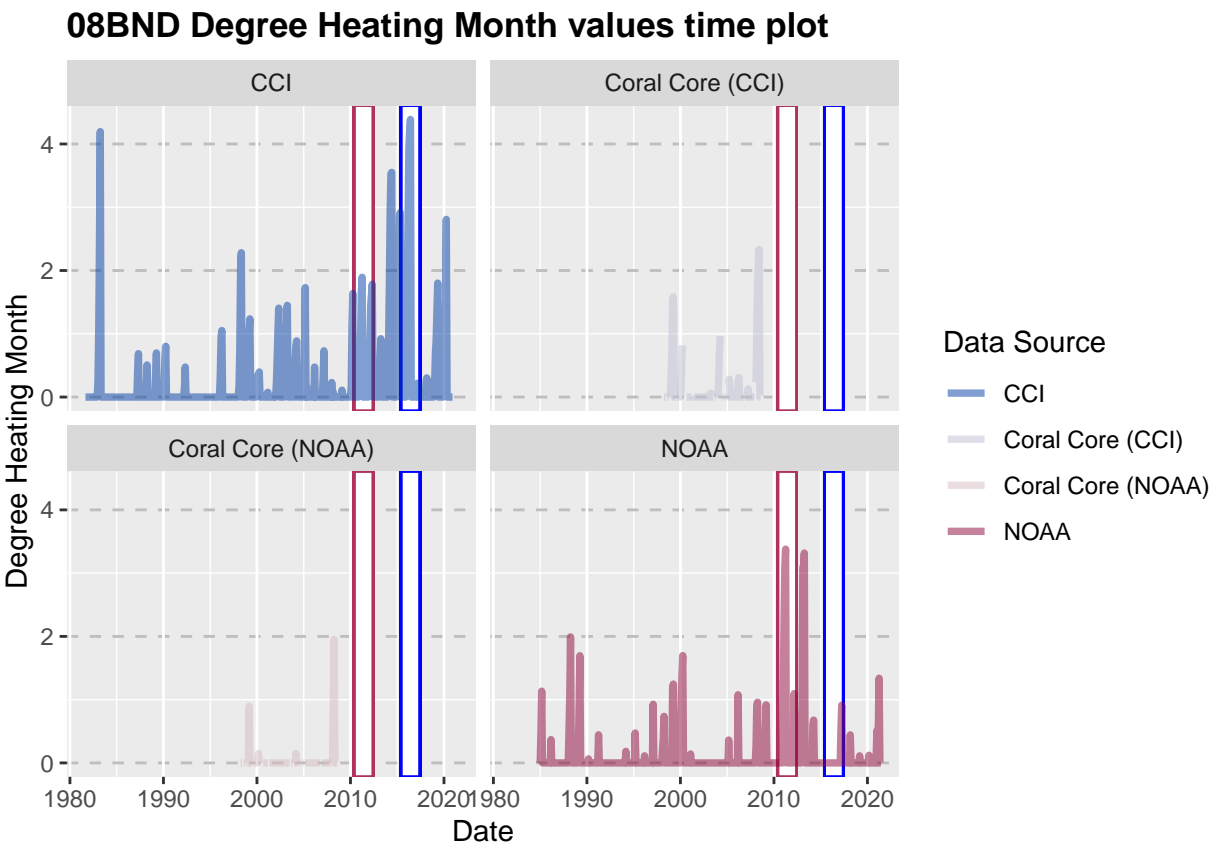 08BND Degree Heating Month values time plot
CCI
Coral Core (CCI)
4
2
0
Coral Core (NOAA)
NOAA
4
2
0
1980 1990 2000 2010 2020 1980 1990 2000 2010 2020
Date
Degree Heating Month
Data Source
CCI
Coral Core (CCI)
Coral Core (NOAA)
NOAA